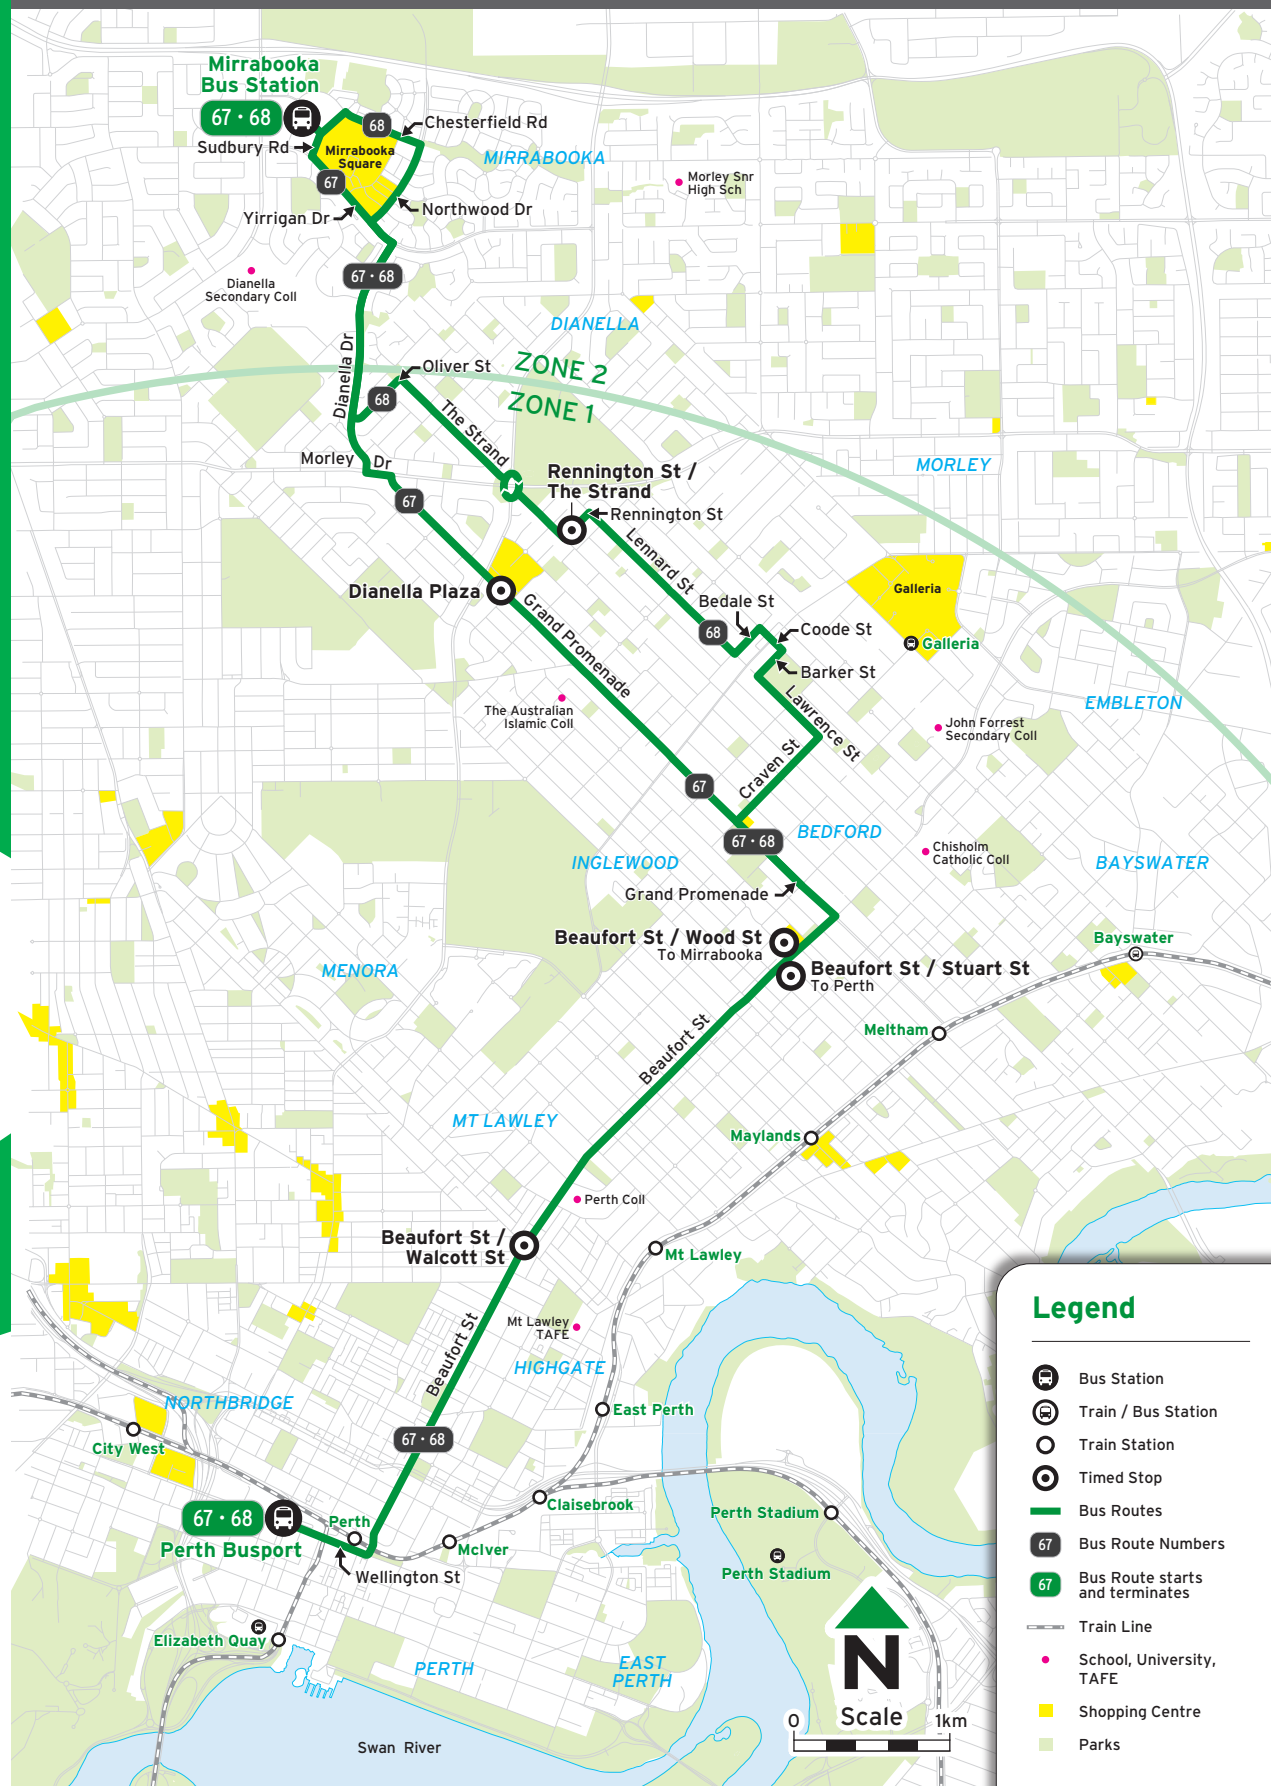 Mirrabooka
Bus Station
67 • 68
68
Chesterfield Rd
Sudbury Rd
Mirrabooka
Square
MIRRABOOKA
Morley Snr
High Sch
67
Yirrigan Dr
Northwood Dr
67 • 68
Dianella
Secondary Coll
DIANELLA
Dianella Dr
Oliver St
ZONE 2
ZONE 1
68
The Strand
Morley Dr
MORLEY
Rennington St /
The Strand
67
Rennington St
Lennard St
Dianella Plaza
Grand Promenade
Galleria
Bedale St
68
Coode St
Galleria
Barker St
Lawrence St
EMBLETON
The Australian
Islamic Coll
John Forrest
Secondary Coll
Craven St
67
67 • 68
BEDFORD
INGLEWOOD
Chisholm
Catholic Coll
BAYSWATER
Grand Promenade
Beaufort St / Wood St
To Mirrabooka
Bayswater
MENORA
Beaufort St / Stuart St
To Perth
Beaufort St
Meltham
MT LAWLEY
Maylands
Perth Coll
Beaufort St /
Walcott St
Mt Lawley
Mt Lawley
TAFE
Beaufort St
HIGHGATE
NORTHBRIDGE
East Perth
City West
67 • 68
Claisebrook
67 • 68
Perth
Perth Stadium
Perth Busport
McIver
Wellington St
Perth Stadium
Elizabeth Quay
PERTH
EAST
PERTH
Swan River
N
Scale
0
1km
Legend
Bus Station
Train / Bus Station
Train Station
Timed Stop
Bus Routes
67
Bus Route Numbers
67
Bus Route starts
and terminates
Train Line
School, University,
TAFE
Shopping Centre
Parks